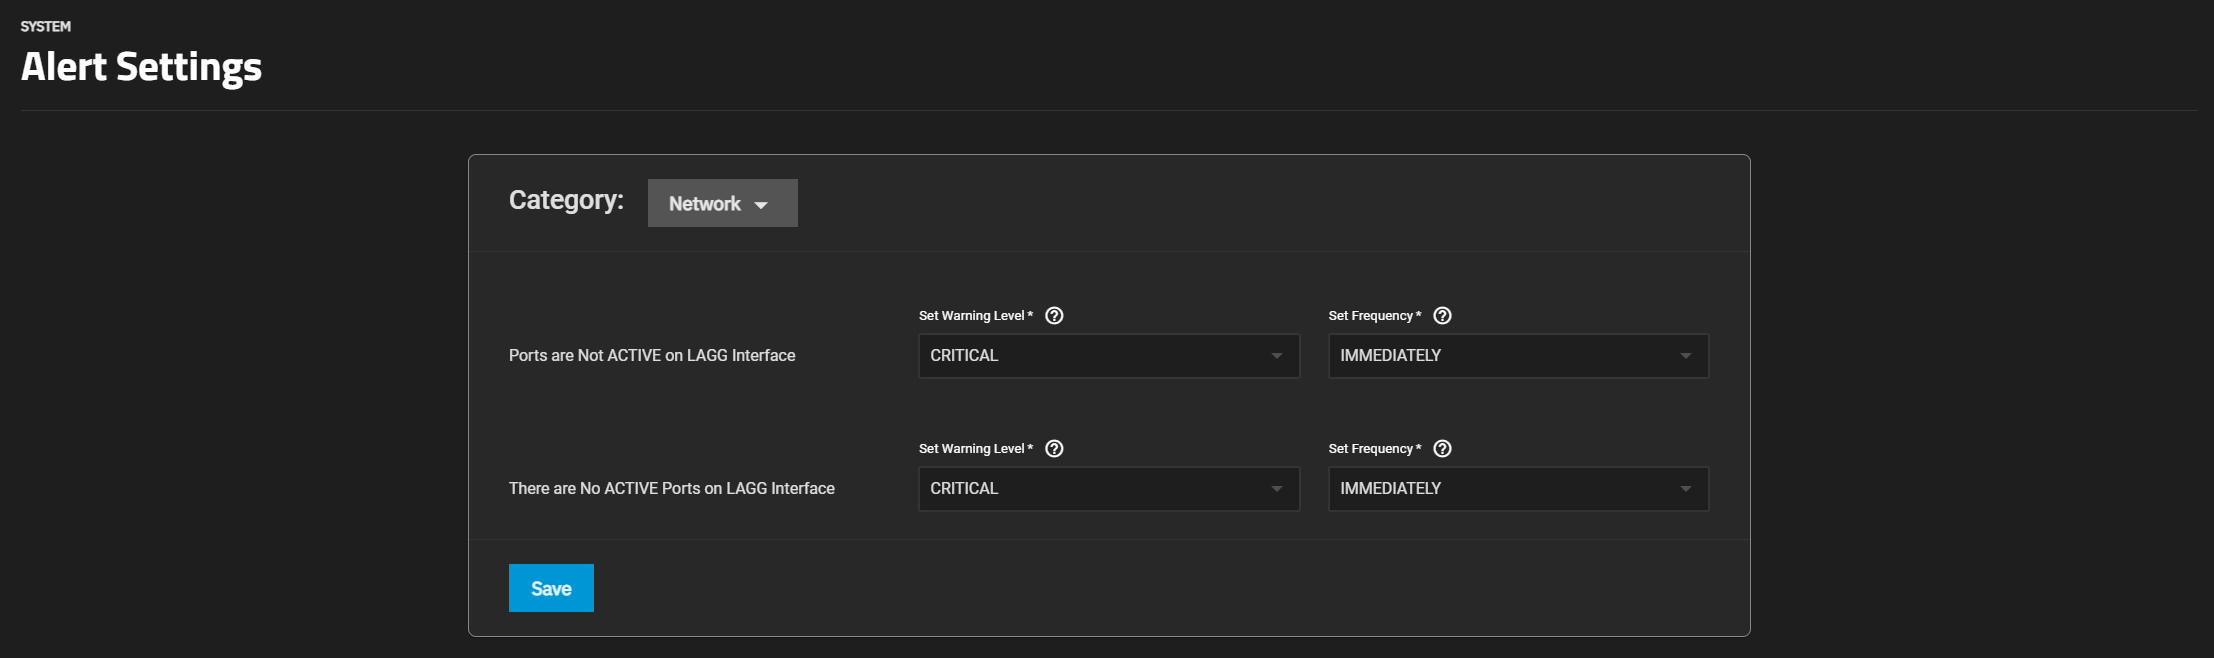 SYSTEM
Alert Settings
Category: Network
Set Warning Level * Set Frequency *
Ports are Not ACTIVE on LAGG Interface CRITICAL IMMEDIATELY
Set Warning Level * Set Frequency *
There are No ACTIVE Ports on LAGG Interface CRITICAL IMMEDIATELY
Save